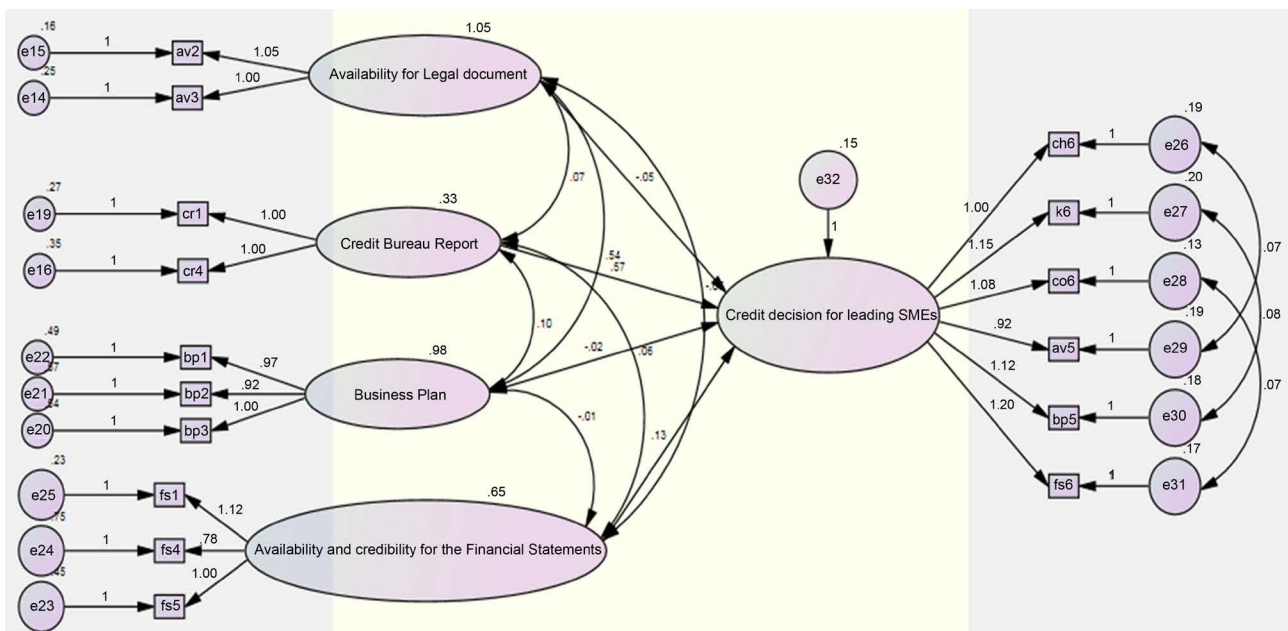 .16
e15
1
av2
1.05
1.05
Availability for Legal document
.25
e14
1
av3
1.00
.07
-.05
.27
e19
1
cr1
1.00
.33
Credit Bureau Report
.35
e16
1
cr4
1.00
.54
.57
.10
.49
e22
1
bp1
.97
.98
Business Plan
e21
1
bp2
.92
e20
1
bp3
1.00
-.02
.06
-.01
.13
.23
e25
1
fs1
1.12
.65
Availability and credibility for the Financial Statements
.75
e24
1
fs4
.78
.45
e23
1
fs5
1.00
.15
e32
1
Credit decision for leading SMEs
1.00
ch6
1
.19
e26
1.15
k6
1
.20
e27
1.08
co6
1
.13
e28
.92
av5
1
.19
e29
1.12
bp5
1
.18
e30
1.20
fs6
1
.17
e31
.07
.08
.07